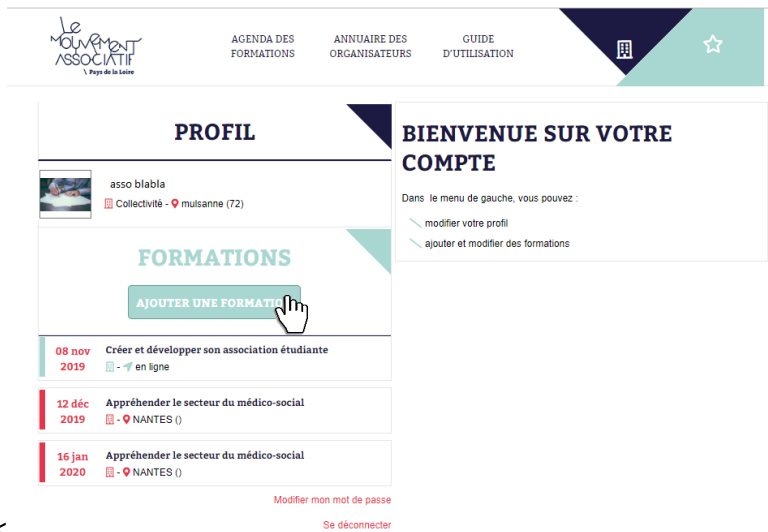 Le
MOUVEMENT
ASSOCIATIF
\ Pays de la Loire
AGENDA DES
FORMATIONS
ANNUAIRE DES
ORGANISATEURS
GUIDE
D'UTILISATION
PROFIL
asso blabla
Collectivité - mulsanne (72)
FORMATIONS
AJOUTER UNE FORMATIO
08 nov
2019
Créer et développer son association étudiante
- en ligne
12 déc
2019
Appréhender le secteur du médico-social
- NANTES ()
16 jan
2020
Appréhender le secteur du médico-social
- NANTES ()
Modifier mon mot de passe
Se déconnecter
BIENVENUE SUR VOTRE
COMPTE
Dans le menu de gauche, vous pouvez :
modifier votre profil
ajouter et modifier des formations